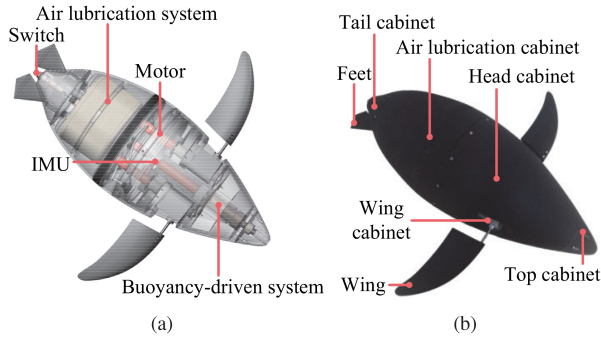 Air lubrication system
Switch
Motor
IMU
Buoyancy-driven system
(a)
Tail cabinet
Air lubrication cabinet
Feet
Head cabinet
Wing
cabinet
Wing
Top cabinet
(b)